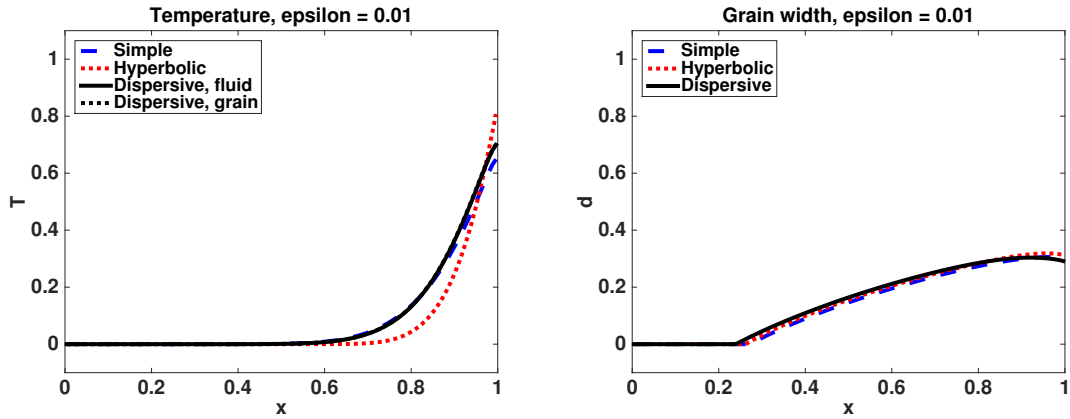 Temperature, epsilon = 0.01
1
0.8
0.6
0.4
0.2
0
T
Simple
Hyperbolic
Dispersive, fluid
Dispersive, grain
0 0.2 0.4 0.6 0.8 1
x
Grain width, epsilon = 0.01
1
0.8
0.6
0.4
0.2
0
d
Simple
Hyperbolic
Dispersive
0 0.2 0.4 0.6 0.8 1
x